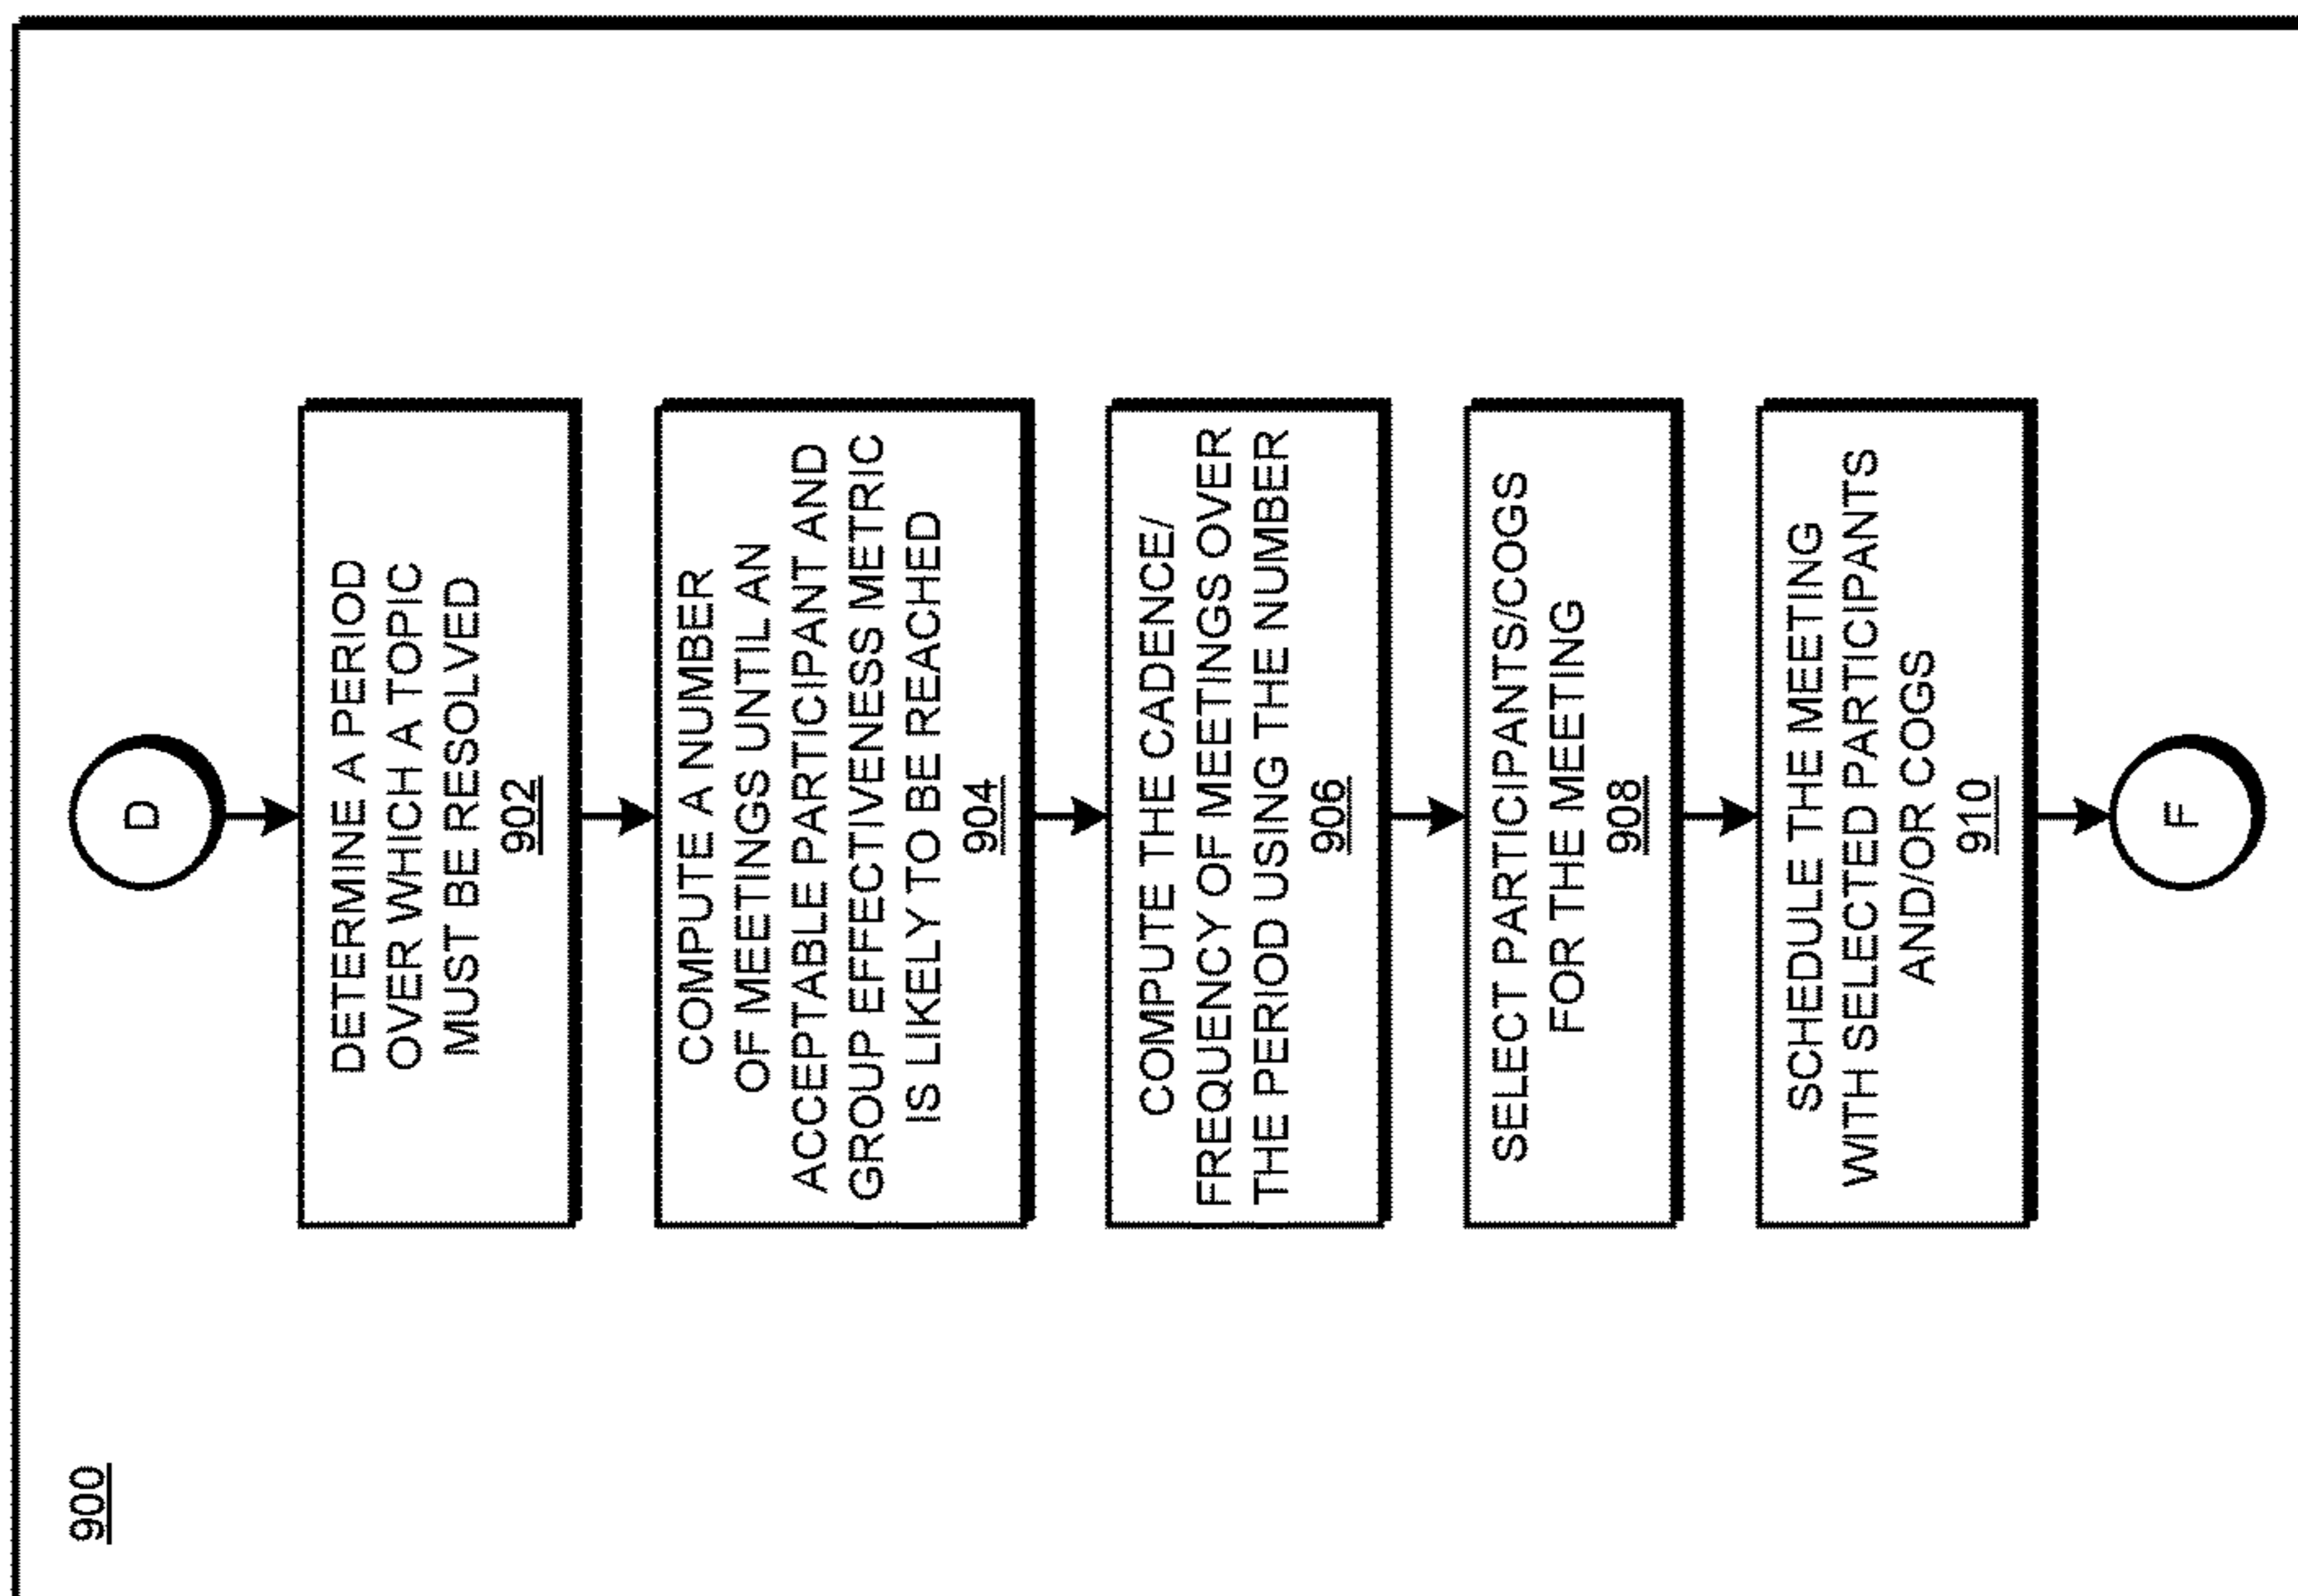 900
D
DETERMINE A PERIOD
OVER WHICH A TOPIC
MUST BE RESOLVED
902
COMPUTE A NUMBER
OF MEETINGS UNTIL AN
ACCEPTABLE PARTICIPANT AND
GROUP EFFECTIVENESS METRIC
IS LIKELY TO BE REACHED
904
COMPUTE THE CADENCE/
FREQUENCY OF MEETINGS OVER
THE PERIOD USING THE NUMBER
906
SELECT PARTICIPANTS/COGS
FOR THE MEETING
908
SCHEDULE THE MEETING
WITH SELECTED PARTICIPANTS
AND/OR COGS
910
F